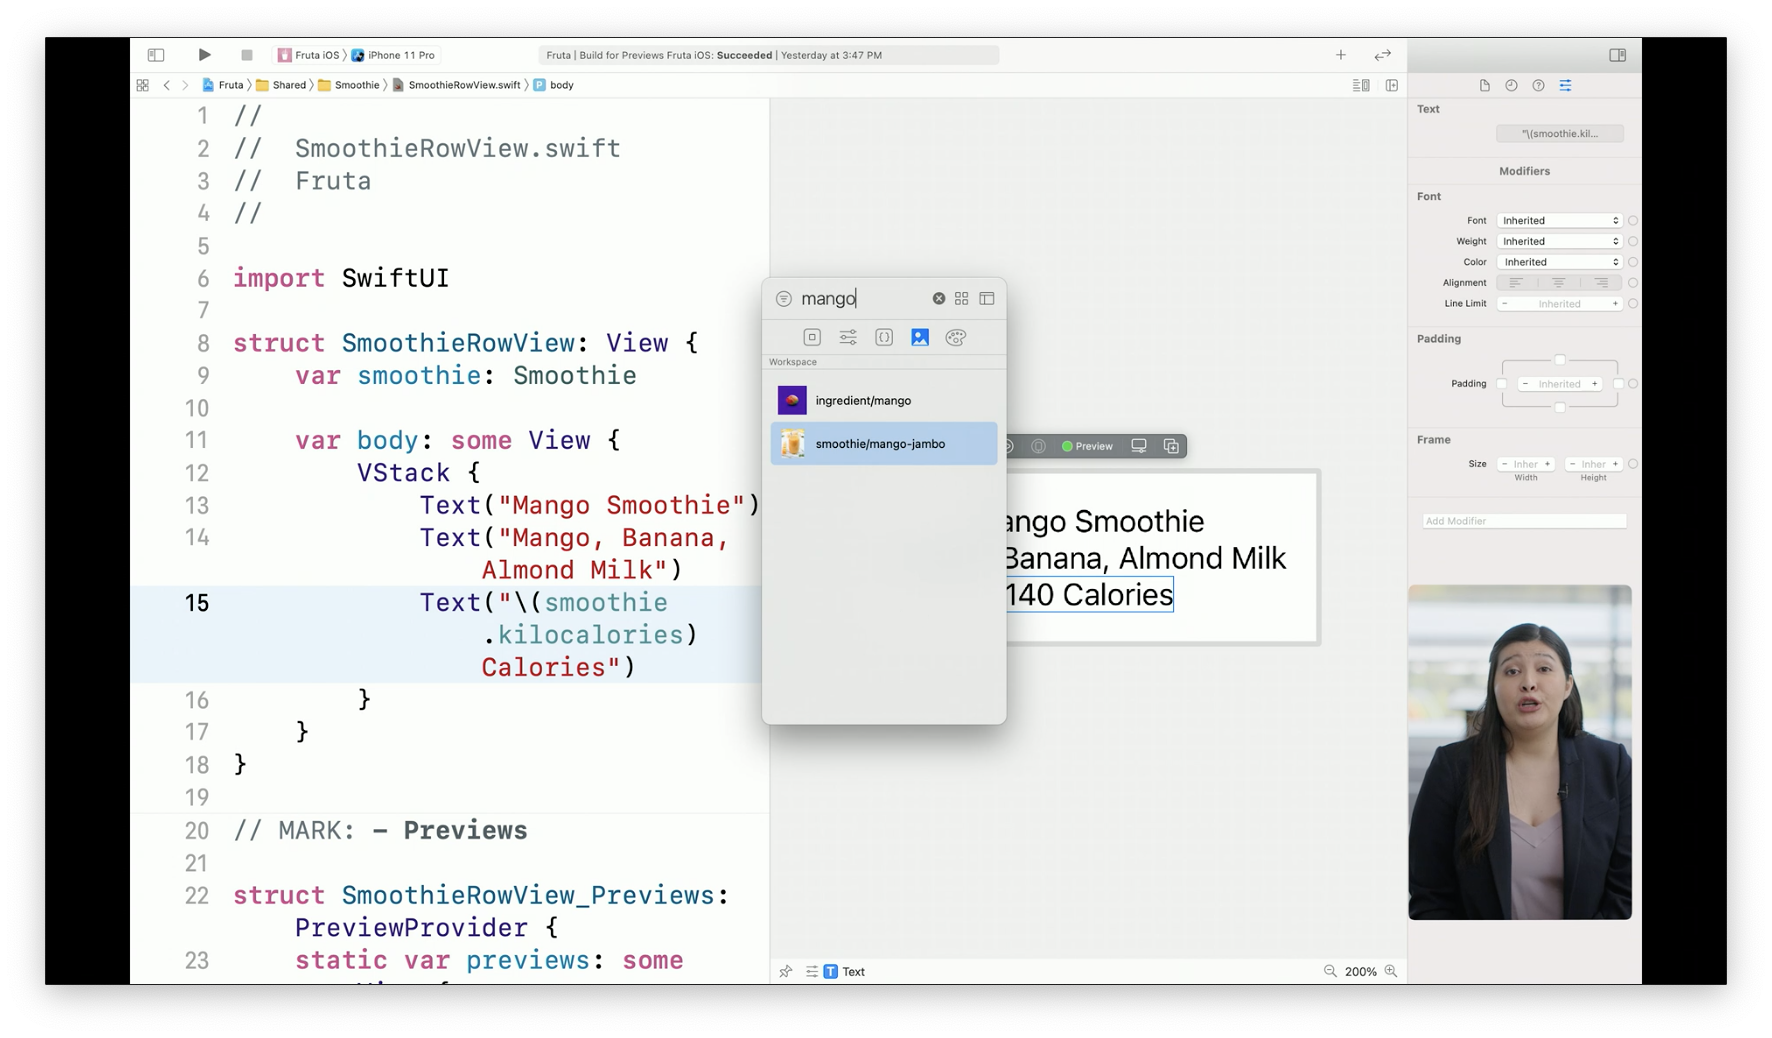 Fruta iOS
iPhone 11 Pro
Fruta | Build for Previews Fruta iOS: Succeeded | Yesterday at 3:47 PM
Fruta
Shared
Smoothie
SmoothieRowView.swift
P
body
1 //
2 //  SmoothieRowView.swift
3 //  Fruta
4 //
5
6 import SwiftUI
7
8 struct SmoothieRowView: View {
9     var smoothie: Smoothie
10
11     var body: some View {
12         VStack {
13             Text("Mango Smoothie")
14             Text("Mango, Banana,
Almond Milk")
15             Text("\(smoothie
.kilocalories)
Calories")
16         }
17     }
18 }
19
20 // MARK: - Previews
21
22 struct SmoothieRowView_Previews:
PreviewProvider {
23     static var previews: some
mango
Workspace
ingredient/mango
smoothie/mango-jambo
Preview
ango Smoothie
Banana, Almond Milk
140 Calories
T Text
200%
Text
"\(smoothie.kil...
Modifiers
Font
Font Inherited
Weight Inherited
Color Inherited
Alignment
Line Limit - Inherited +
Padding
Padding - Inherited +
Frame
Size - Inher + - Inher +
Width Height
Add Modifier